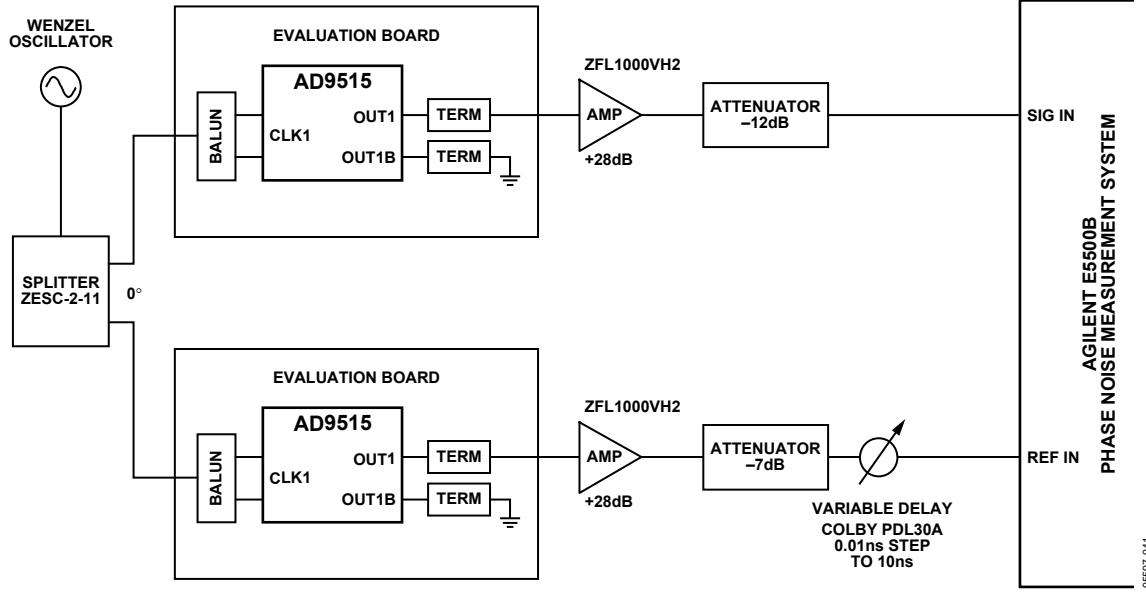 WENZEL
OSCILLATOR
SPLITTER
ZESC-2-11
0°
EVALUATION BOARD
BALUN
AD9515
CLK1
OUT1
OUT1B
TERM
TERM
ZFL1000VH2
AMP
+28dB
ATTENUATOR
–12dB
SIG IN
EVALUATION BOARD
BALUN
AD9515
CLK1
OUT1
OUT1B
TERM
TERM
ZFL1000VH2
AMP
+28dB
ATTENUATOR
–7dB
VARIABLE DELAY
COLBY PDL30A
0.01ns STEP
TO 10ns
REF IN
AGILENT E5500B
PHASE NOISE MEASUREMENT SYSTEM